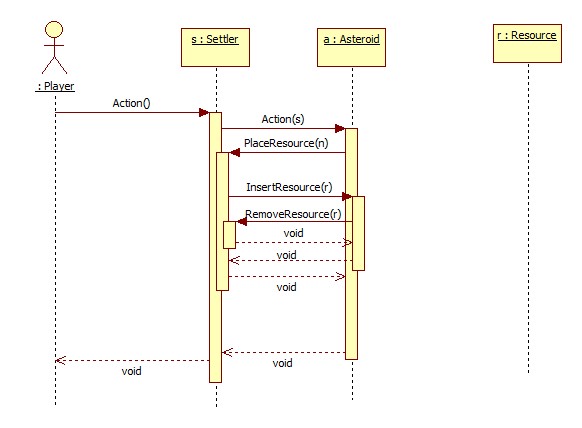 s : Settler
a : Asteroid
r : Resource
: Player
Action()
Action(s)
PlaceResource(n)
InsertResource(r)
RemoveResource(r)
void
void
void
void
void